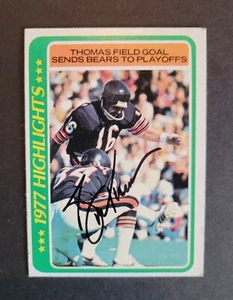 THOMAS FIELD GOAL
SENDS BEARS TO PLAYOFFS
1977 HIGHLIGHTS
16